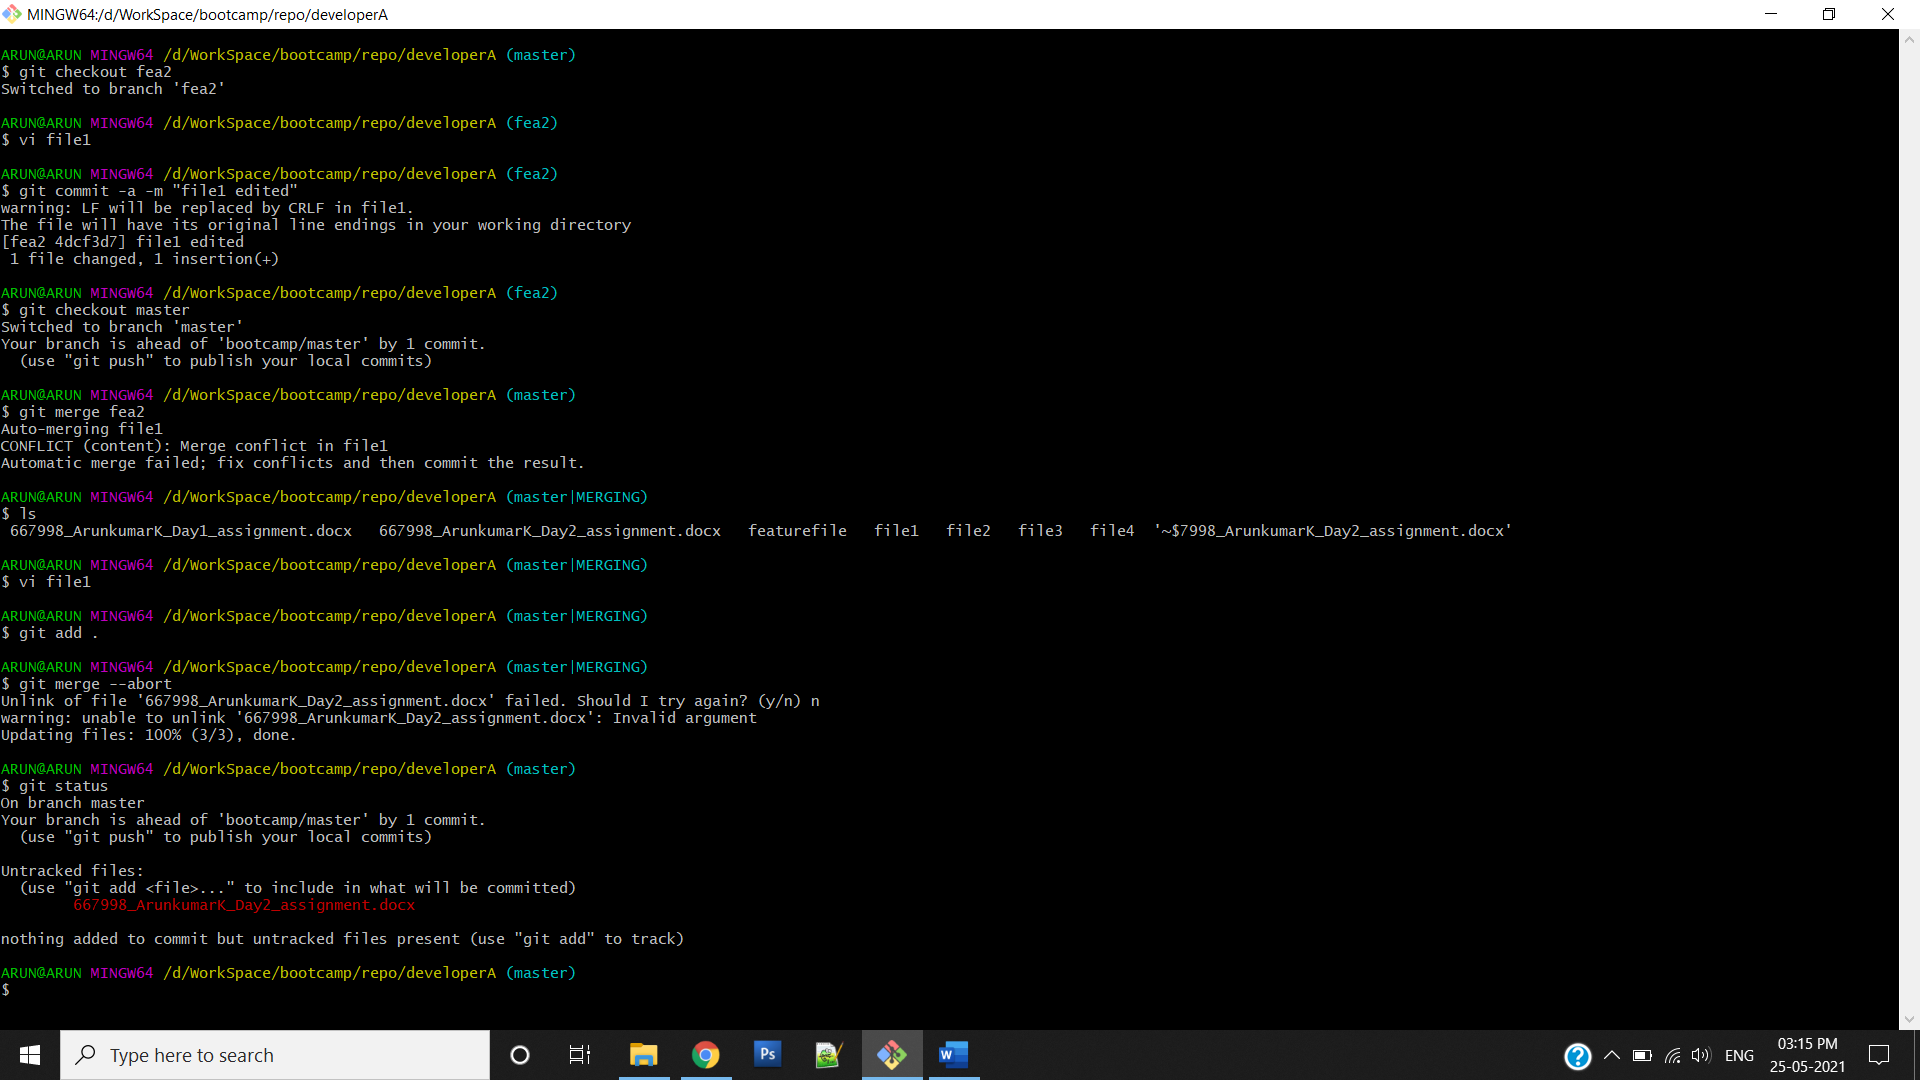 MINGW64:/d/WorkSpace/bootcamp/repo/developerA
ARUN@ARUN MINGW64 /d/WorkSpace/bootcamp/repo/developerA (master)
$ git checkout fea2
Switched to branch 'fea2'
ARUN@ARUN MINGW64 /d/WorkSpace/bootcamp/repo/developerA (fea2)
$ vi file1
ARUN@ARUN MINGW64 /d/WorkSpace/bootcamp/repo/developerA (fea2)
$ git commit -a -m "file1 edited"
warning: LF will be replaced by CRLF in file1.
The file will have its original line endings in your working directory
[fea2 4dcf3d7] file1 edited
 1 file changed, 1 insertion(+)
ARUN@ARUN MINGW64 /d/WorkSpace/bootcamp/repo/developerA (fea2)
$ git checkout master
Switched to branch 'master'
Your branch is ahead of 'bootcamp/master' by 1 commit.
  (use "git push" to publish your local commits)
ARUN@ARUN MINGW64 /d/WorkSpace/bootcamp/repo/developerA (master)
$ git merge fea2
Auto-merging file1
CONFLICT (content): Merge conflict in file1
Automatic merge failed; fix conflicts and then commit the result.
ARUN@ARUN MINGW64 /d/WorkSpace/bootcamp/repo/developerA (master|MERGING)
$ ls
 667998_ArunkumarK_Day1_assignment.docx   667998_ArunkumarK_Day2_assignment.docx   featurefile   file1   file2   file3   file4  '~$7998_ArunkumarK_Day2_assignment.docx'
ARUN@ARUN MINGW64 /d/WorkSpace/bootcamp/repo/developerA (master|MERGING)
$ vi file1
ARUN@ARUN MINGW64 /d/WorkSpace/bootcamp/repo/developerA (master|MERGING)
$ git add .
ARUN@ARUN MINGW64 /d/WorkSpace/bootcamp/repo/developerA (master|MERGING)
$ git merge --abort
Unlink of file '667998_ArunkumarK_Day2_assignment.docx' failed. Should I try again? (y/n) n
warning: unable to unlink '667998_ArunkumarK_Day2_assignment.docx': Invalid argument
Updating files: 100% (3/3), done.
ARUN@ARUN MINGW64 /d/WorkSpace/bootcamp/repo/developerA (master)
$ git status
On branch master
Your branch is ahead of 'bootcamp/master' by 1 commit.
  (use "git push" to publish your local commits)
Untracked files:
  (use "git add <file>..." to include in what will be committed)
        667998_ArunkumarK_Day2_assignment.docx
nothing added to commit but untracked files present (use "git add" to track)
ARUN@ARUN MINGW64 /d/WorkSpace/bootcamp/repo/developerA (master)
$
Type here to search
Ps
W
ENG
03:15 PM
25-05-2021